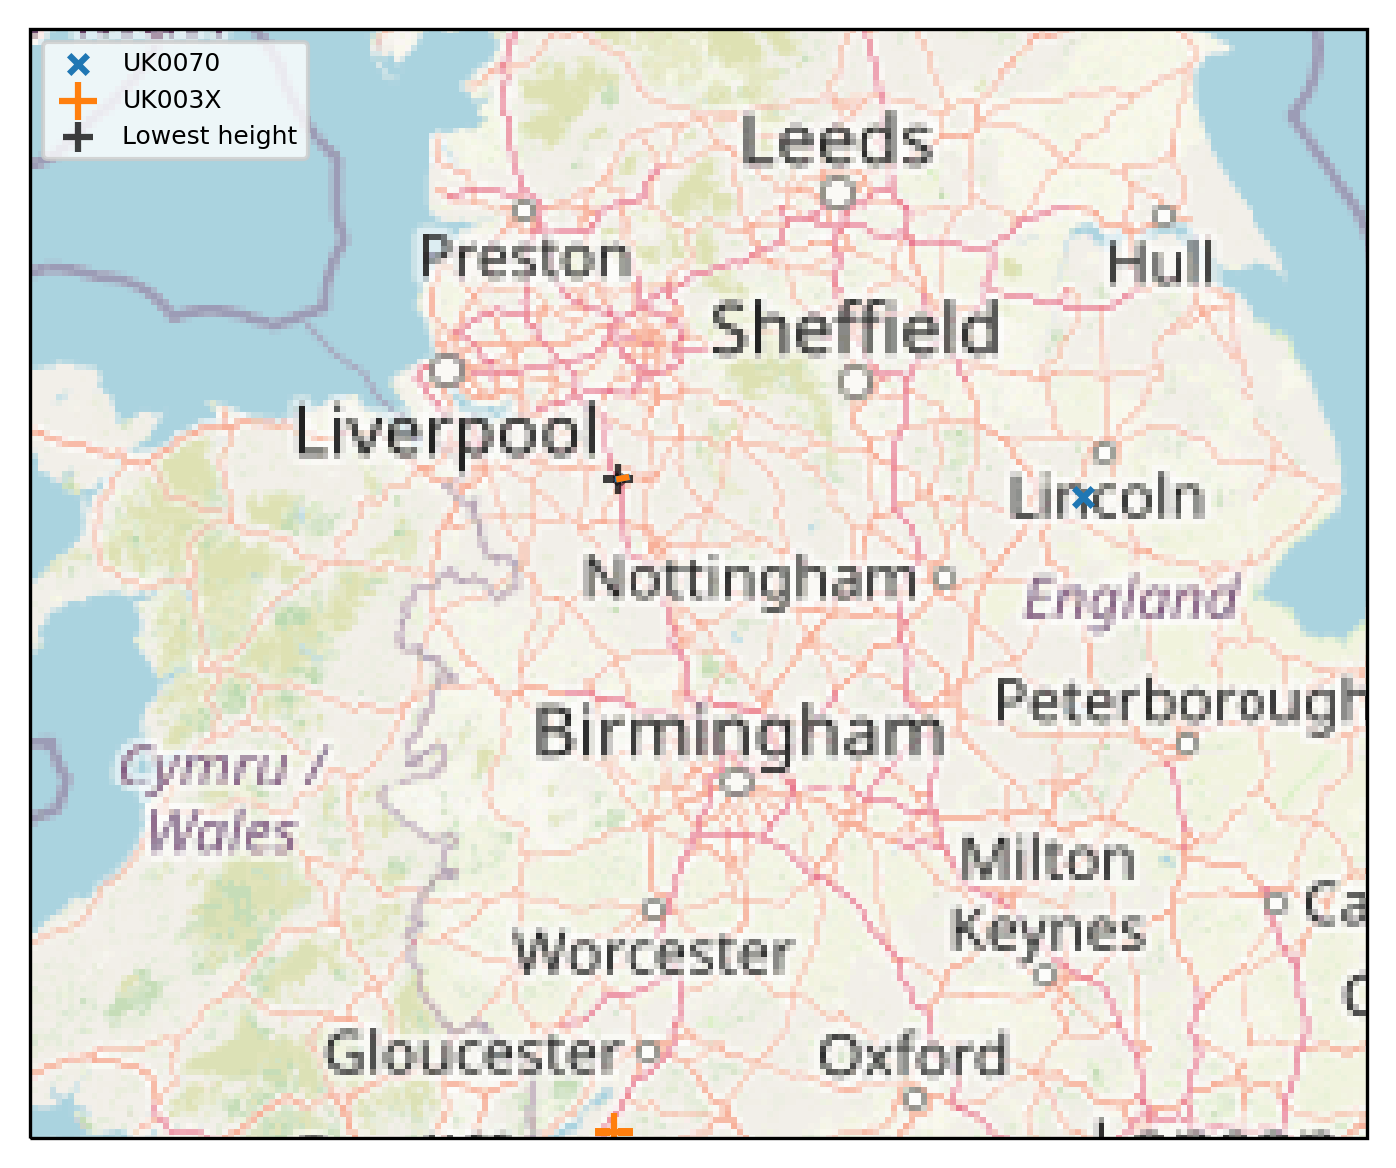 UK0070
UK003X
Lowest height
Leeds
Preston
Hull
Sheffield
Liverpool
Lincoln
Nottingham
England
Peterborough
Birmingham
Cymru /
Wales
Milton
Keynes
Ca
Worcester
C
Gloucester
Oxford